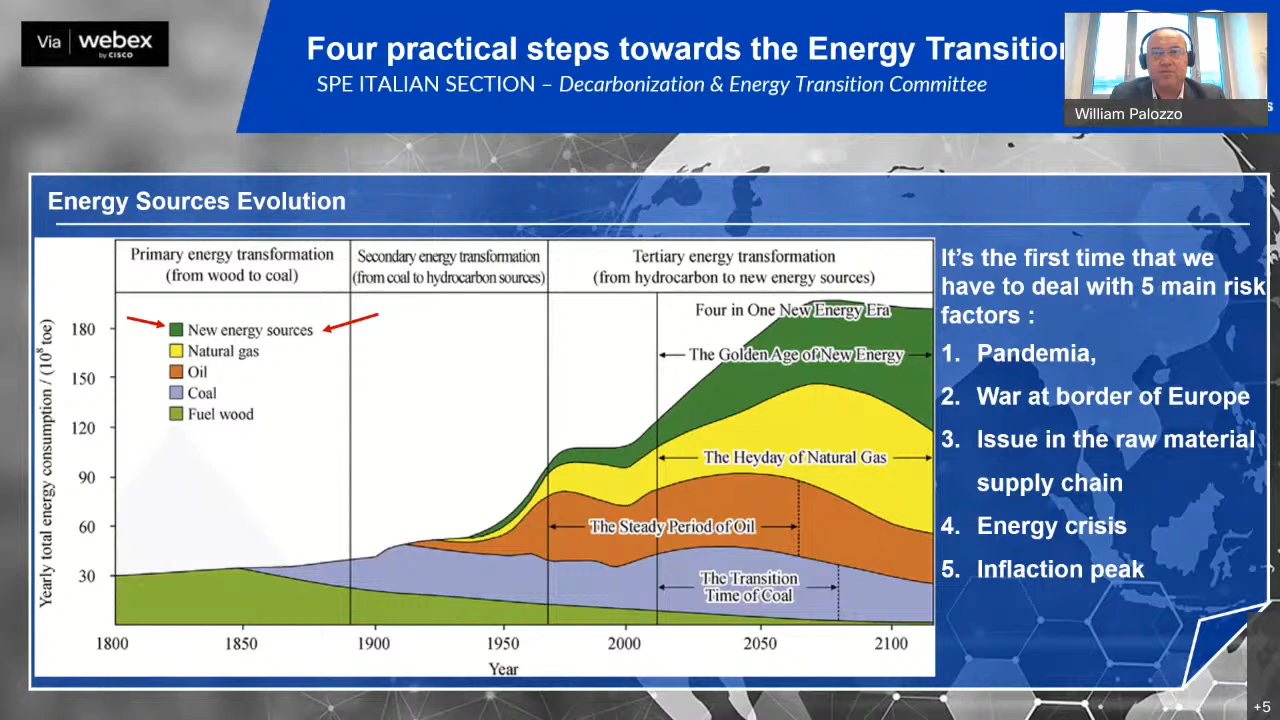 Via | webex
by CISCO
Four practical steps towards the Energy Transition
SPE ITALIAN SECTION – Decarbonization & Energy Transition Committee
s
William Palozzo
Energy Sources Evolution
Primary energy transformation
(from wood to coal)
Secondary energy transformation
(from coal to hydrocarbon sources)
Tertiary energy transformation
(from hydrocarbon to new energy sources)
Yearly total energy consumption / (10⁸ toe)
180
150
120
90
60
30
New energy sources
Natural gas
Oil
Coal
Fuel wood
Four in One New Energy Era
The Golden Age of New Energy
The Heyday of Natural Gas
The Steady Period of Oil
The Transition
Time of Coal
1800 1850 1900 1950 2000 2050 2100
Year
It's the first time that we
have to deal with 5 main risk
factors :
1. Pandemia,
2. War at border of Europe
3. Issue in the raw material
supply chain
4. Energy crisis
5. Inflaction peak
+5